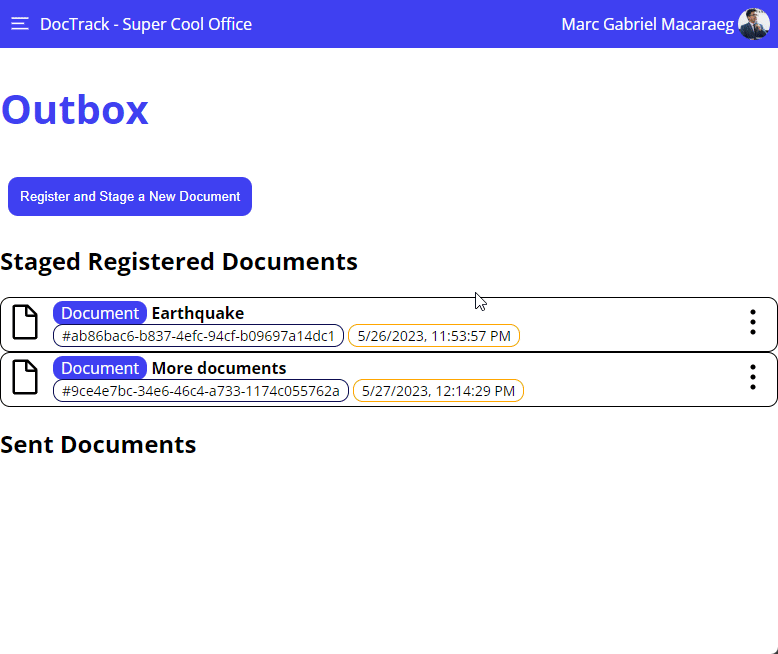 DocTrack - Super Cool Office
Marc Gabriel Macaraeg
Outbox
Register and Stage a New Document
Staged Registered Documents
Document Earthquake
#ab86bac6-b837-4efc-94cf-b09697a14dc1 5/26/2023, 11:53:57 PM
Document More documents
#9ce4e7bc-34e6-46c4-a733-1174c055762a 5/27/2023, 12:14:29 PM
Sent Documents